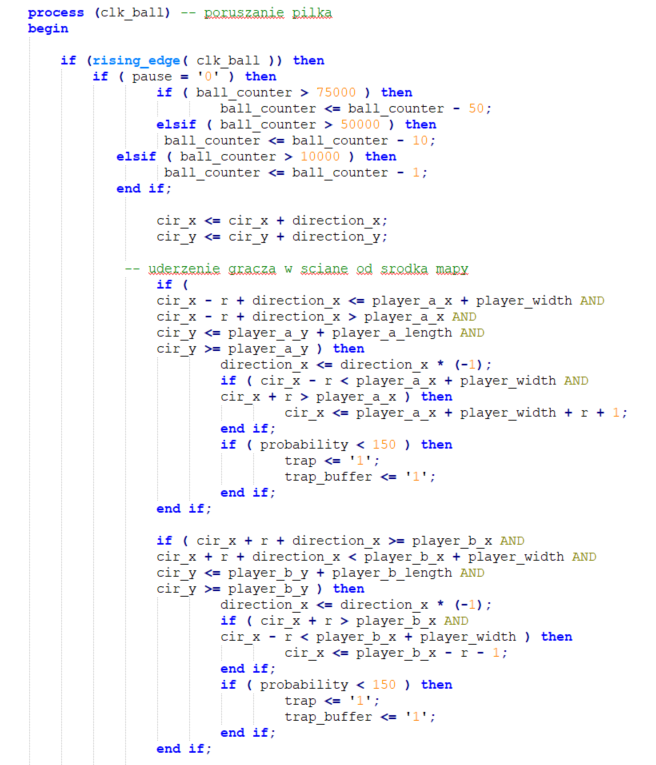 process (clk_ball) -- poruszanie pilka
begin
if (rising_edge( clk_ball )) then
if ( pause = '0' ) then
if ( ball_counter > 75000 ) then
ball_counter <= ball_counter - 50;
elsif ( ball_counter > 50000 ) then
ball_counter <= ball_counter - 10;
elsif ( ball_counter > 10000 ) then
ball_counter <= ball_counter - 1;
end if;
cir_x <= cir_x + direction_x;
cir_y <= cir_y + direction_y;
-- uderzenie gracza w sciane od srodka mapy
if (
cir_x - r + direction_x <= player_a_x + player_width AND
cir_x - r + direction_x > player_a_x AND
cir_y <= player_a_y + player_a_length AND
cir_y >= player_a_y ) then
direction_x <= direction_x * (-1);
if ( cir_x - r < player_a_x + player_width AND
cir_x + r > player_a_x ) then
cir_x <= player_a_x + player_width + r + 1;
end if;
if ( probability < 150 ) then
trap <= '1';
trap_buffer <= '1';
end if;
end if;
if ( cir_x + r + direction_x >= player_b_x AND
cir_x + r + direction_x < player_b_x + player_width AND
cir_y <= player_b_y + player_b_length AND
cir_y >= player_b_y ) then
direction_x <= direction_x * (-1);
if ( cir_x + r > player_b_x AND
cir_x - r < player_b_x + player_width ) then
cir_x <= player_b_x - r - 1;
end if;
if ( probability < 150 ) then
trap <= '1';
trap_buffer <= '1';
end if;
end if;